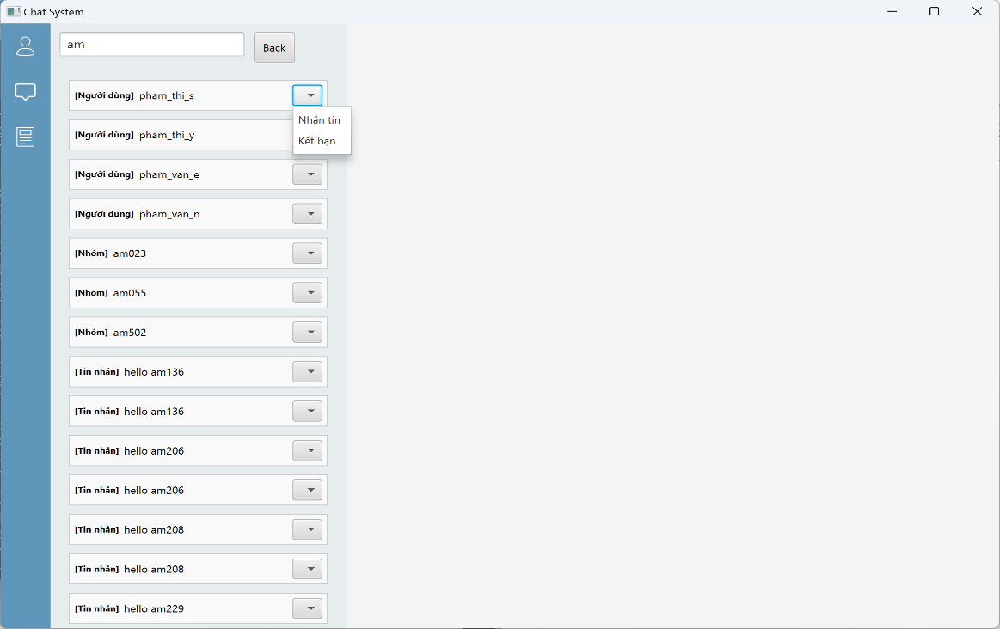 Chat System
am
Back
[Người dùng] pham_thi_s
Nhắn tin
Kết bạn
[Người dùng] pham_thi_y
[Người dùng] pham_van_e
[Người dùng] pham_van_n
[Nhóm] am023
[Nhóm] am055
[Nhóm] am502
[Tin nhắn] hello am136
[Tin nhắn] hello am136
[Tin nhắn] hello am206
[Tin nhắn] hello am206
[Tin nhắn] hello am208
[Tin nhắn] hello am208
[Tin nhắn] hello am229